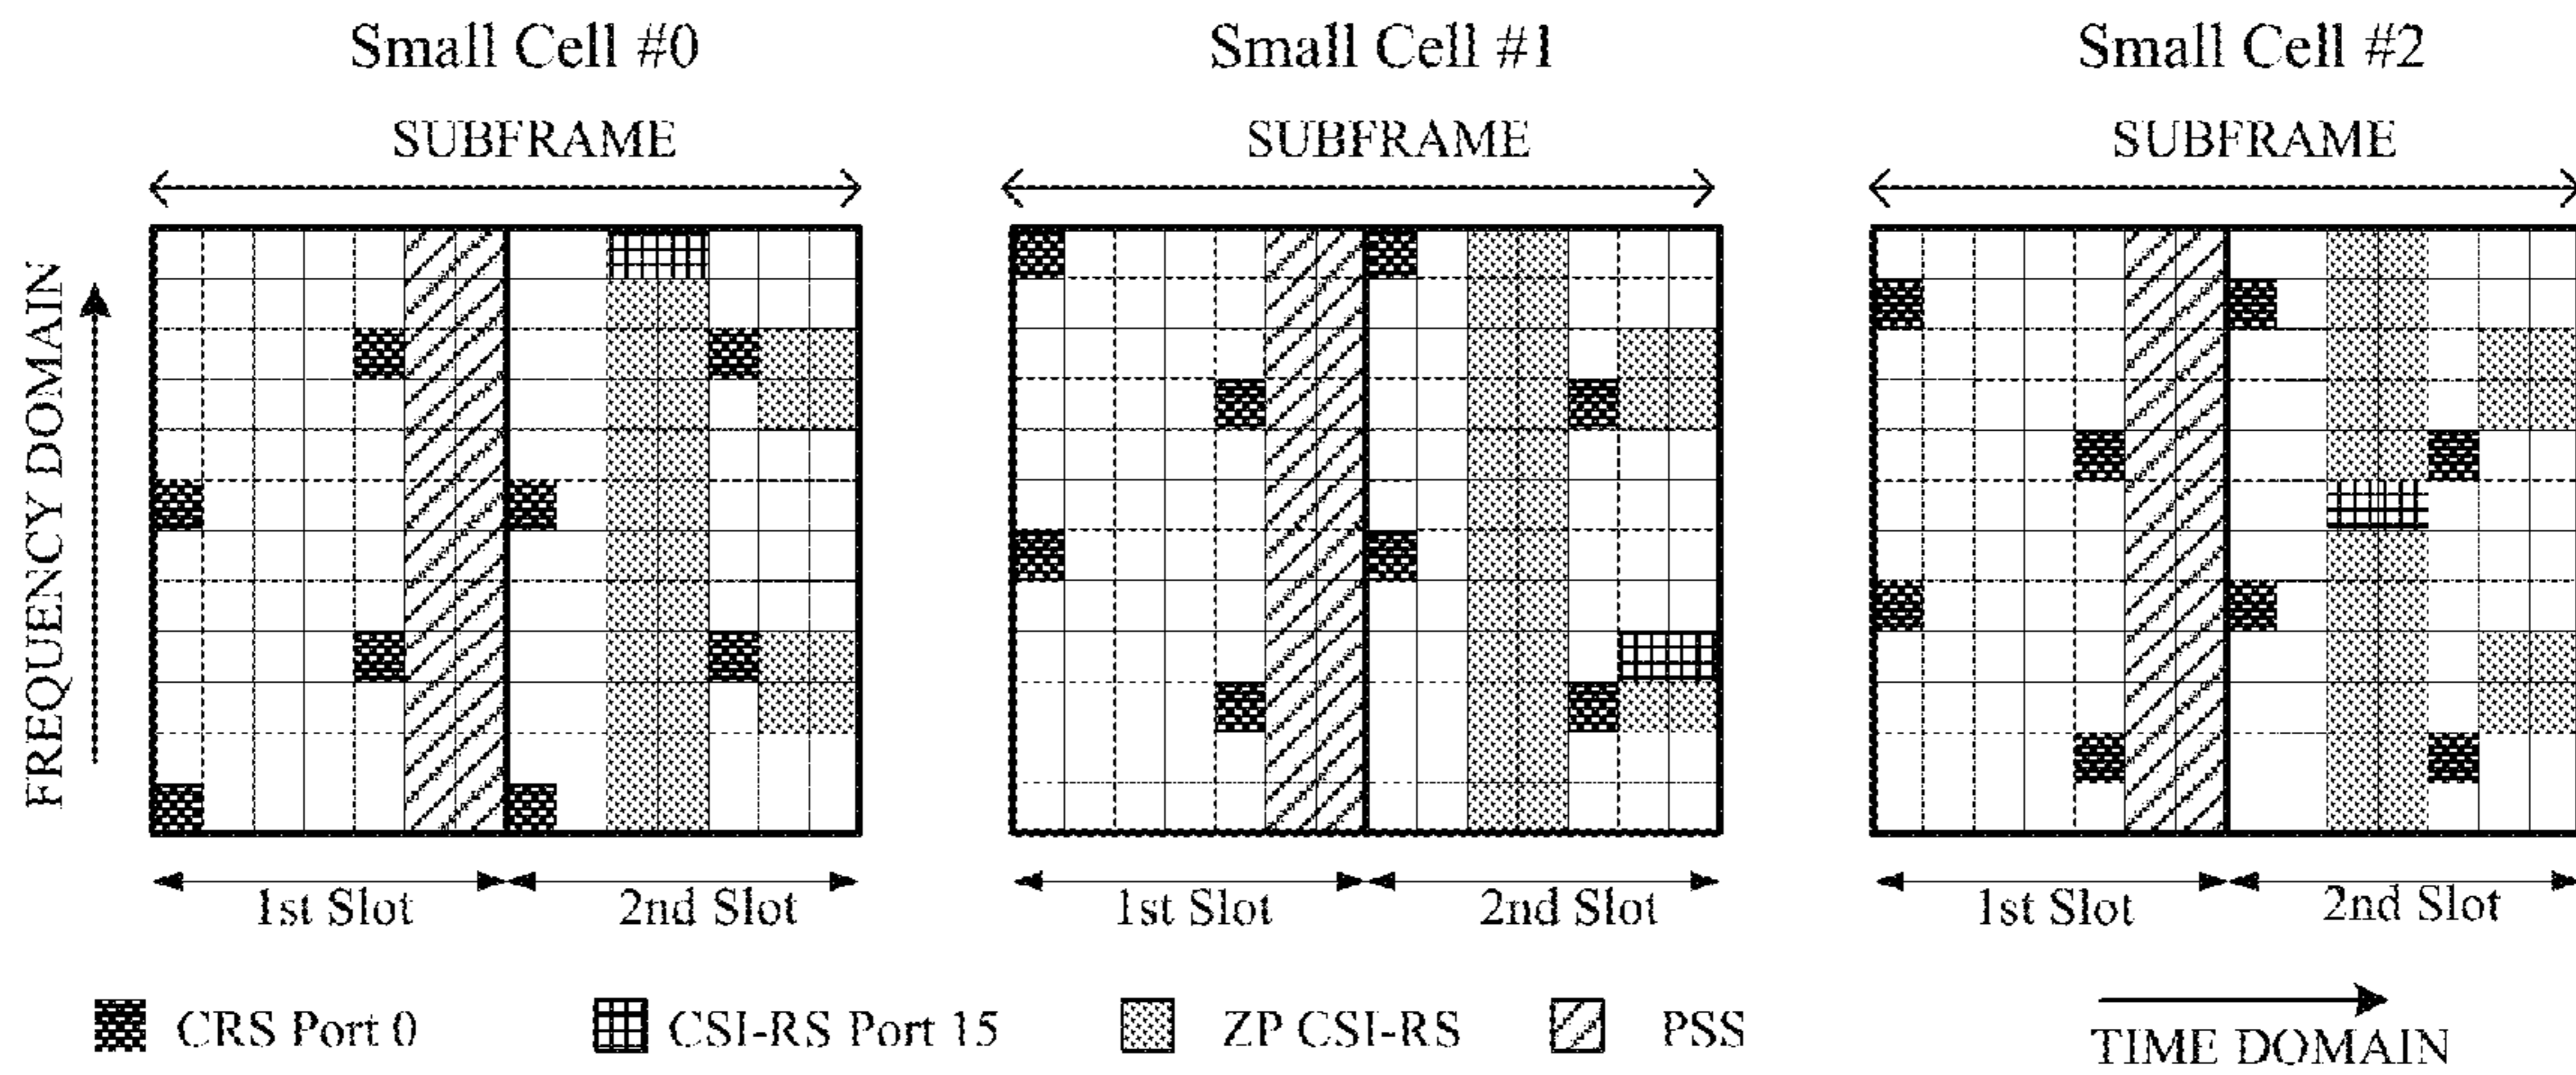 Small Cell #0
Small Cell #1
Small Cell #2
SUBFRAME
SUBFRAME
SUBFRAME
FREQUENCY DOMAIN
1st Slot
2nd Slot
1st Slot
2nd Slot
1st Slot
2nd Slot
CRS Port 0
CSI-RS Port 15
ZP CSI-RS
PSS
TIME DOMAIN